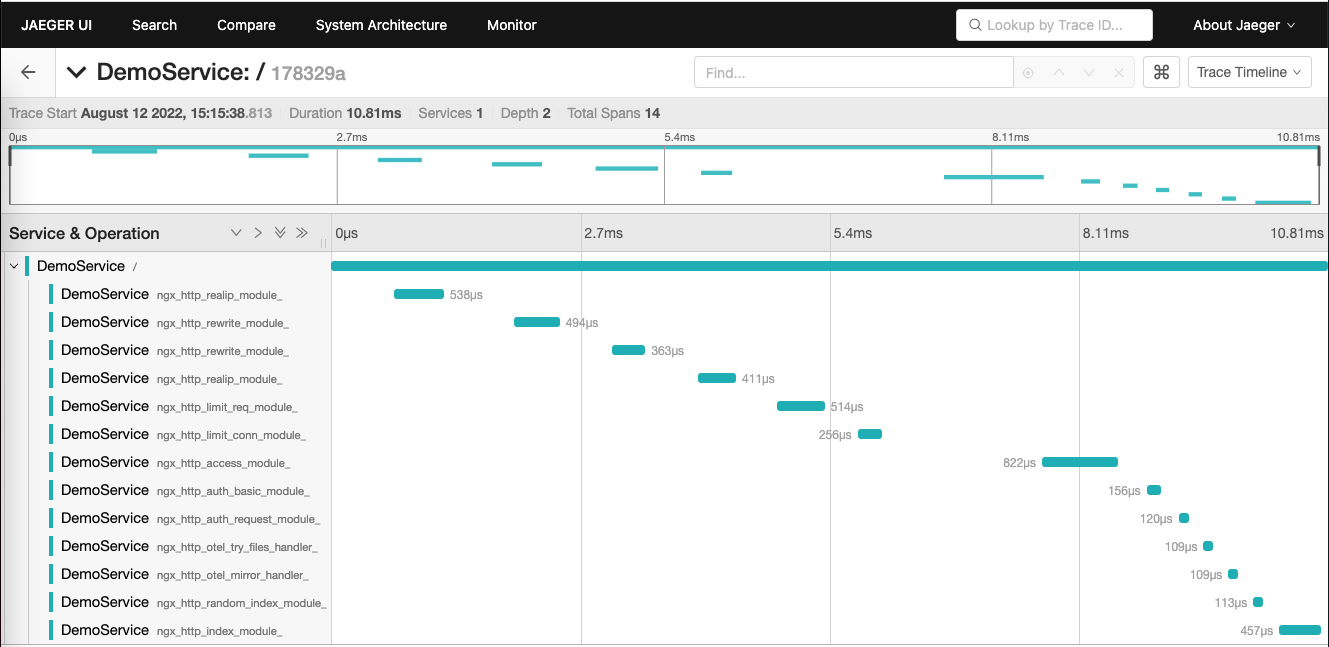 JAEGER UI Search Compare System Architecture Monitor Lookup by Trace ID... About Jaeger
DemoService: / 178329a Find... ⌘ Trace Timeline
Trace Start August 12 2022, 15:15:38.813 Duration 10.81ms Services 1 Depth 2 Total Spans 14
0μs 2.7ms 5.4ms 8.11ms 10.81ms
Service & Operation 0μs 2.7ms 5.4ms 8.11ms 10.81ms
DemoService /
DemoService ngx_http_realip_module_ 538μs
DemoService ngx_http_rewrite_module_ 494μs
DemoService ngx_http_rewrite_module_ 363μs
DemoService ngx_http_realip_module_ 411μs
DemoService ngx_http_limit_req_module_ 514μs
DemoService ngx_http_limit_conn_module_ 256μs
DemoService ngx_http_access_module_ 822μs
DemoService ngx_http_auth_basic_module_ 156μs
DemoService ngx_http_auth_request_module_ 120μs
DemoService ngx_http_otel_try_files_handler_ 109μs
DemoService ngx_http_otel_mirror_handler_ 109μs
DemoService ngx_http_random_index_module_ 113μs
DemoService ngx_http_index_module_ 457μs